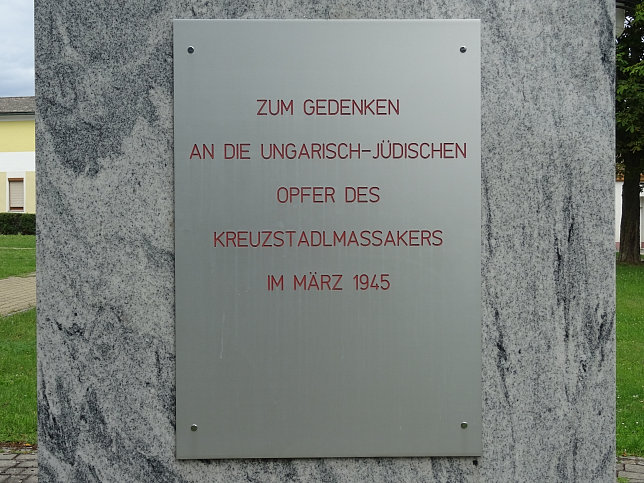 ZUM GEDENKEN
AN DIE UNGARISCH-JÜDISCHEN
OPFER DES
KREUZSTADLMASSAKERS
IM MÄRZ 1945